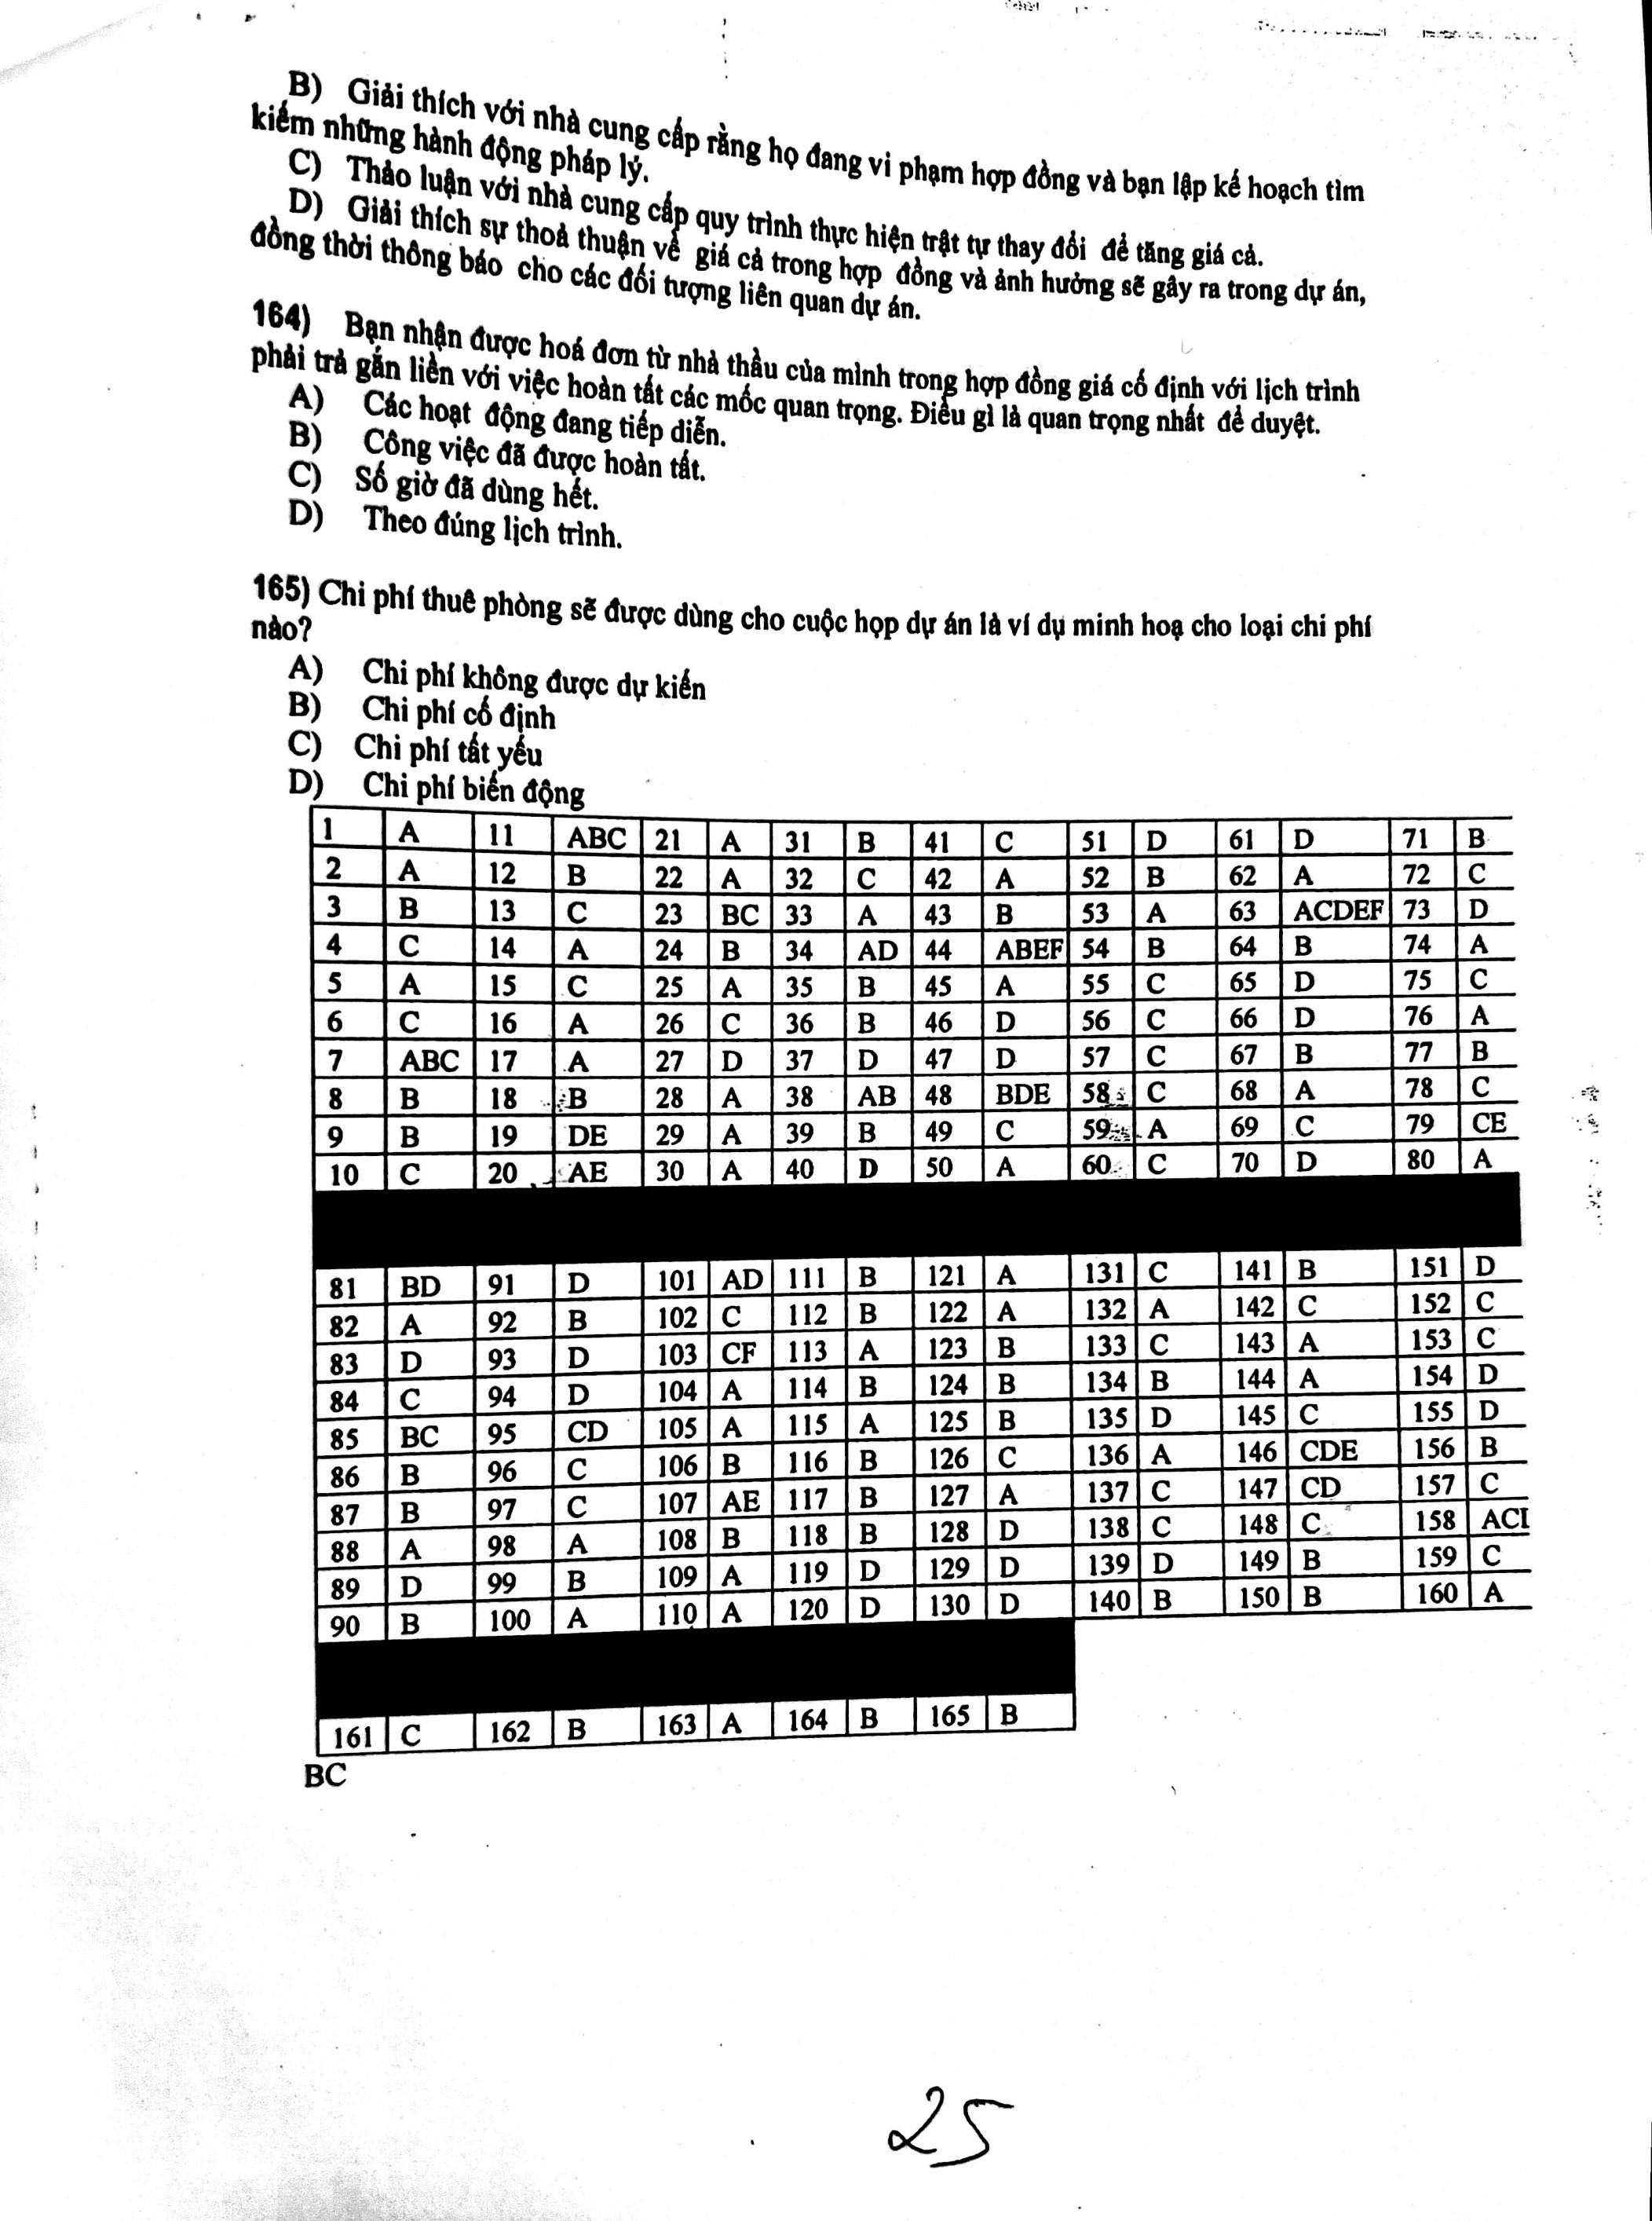 B) Giải thích với nhà cung cấp rằng họ đang vi phạm hợp đồng và bạn lập kế hoạch tìm
kiếm những hành động pháp lý.
C) Thảo luận với nhà cung cấp quy trình thực hiện trật tự thay đổi để tăng giá cả.
D) Giải thích sự thoả thuận về giá cả trong hợp đồng và ảnh hưởng sẽ gây ra trong dự án,
đồng thời thông báo cho các đối tượng liên quan dự án.
164) Bạn nhận được hoá đơn từ nhà thầu của mình trong hợp đồng giá cố định với lịch trình
phải trả gắn liền với việc hoàn tất các mốc quan trọng. Điều gì là quan trọng nhất để duyệt.
A) Các hoạt động đang tiếp diễn.
B) Công việc đã được hoàn tất.
C) Số giờ đã dùng hết.
D) Theo đúng lịch trình.
165) Chi phí thuê phòng sẽ được dùng cho cuộc họp dự án là ví dụ minh hoạ cho loại chi phí
nào?
A) Chi phí không được dự kiến
B) Chi phí cố định
C) Chi phí tất yếu
D) Chi phí biến động
1 A 11 ABC 21 A 31 B 41 C 51 D 61 D 71 B
2 A 12 B 22 A 32 C 42 A 52 B 62 A 72 C
3 B 13 C 23 BC 33 A 43 B 53 A 63 ACDEF 73 D
4 C 14 A 24 B 34 AD 44 ABEF 54 B 64 B 74 A
5 A 15 C 25 A 35 B 45 A 55 C 65 D 75 C
6 C 16 A 26 C 36 B 46 D 56 C 66 D 76 A
7 ABC 17 A 27 D 37 D 47 D 57 C 67 B 77 B
8 B 18 B 28 A 38 AB 48 BDE 58 C 68 A 78 C
9 B 19 DE 29 A 39 B 49 C 59 A 69 C 79 CE
10 C 20 AE 30 A 40 D 50 A 60 C 70 D 80 A
81 BD 91 D 101 AD 111 B 121 A 131 C 141 B 151 D
82 A 92 B 102 C 112 B 122 A 132 A 142 C 152 C
83 D 93 D 103 CF 113 A 123 B 133 C 143 A 153 C
84 C 94 D 104 A 114 B 124 B 134 B 144 A 154 D
85 BC 95 CD 105 A 115 A 125 B 135 D 145 C 155 D
86 B 96 C 106 B 116 B 126 C 136 A 146 CDE 156 B
87 B 97 C 107 AE 117 B 127 A 137 C 147 CD 157 C
88 A 98 A 108 B 118 B 128 D 138 C 148 C 158 ACI
89 D 99 B 109 A 119 D 129 D 139 D 149 B 159 C
90 B 100 A 110 A 120 D 130 D 140 B 150 B 160 A
161 C 162 B 163 A 164 B 165 B
BC
25